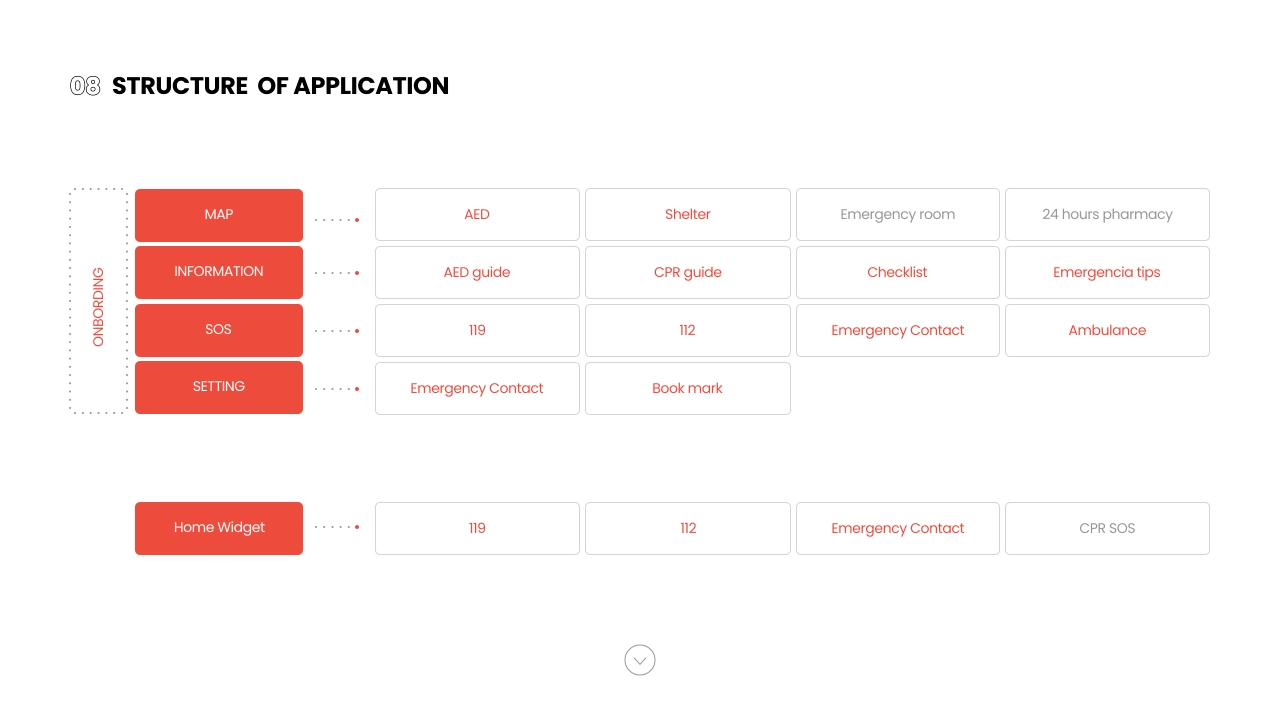 08 STRUCTURE OF APPLICATION
ONBORDING
MAP
AED
Shelter
Emergency room
24 hours pharmacy
INFORMATION
AED guide
CPR guide
Checklist
Emergencia tips
SOS
119
112
Emergency Contact
Ambulance
SETTING
Emergency Contact
Book mark
Home Widget
119
112
Emergency Contact
CPR SOS